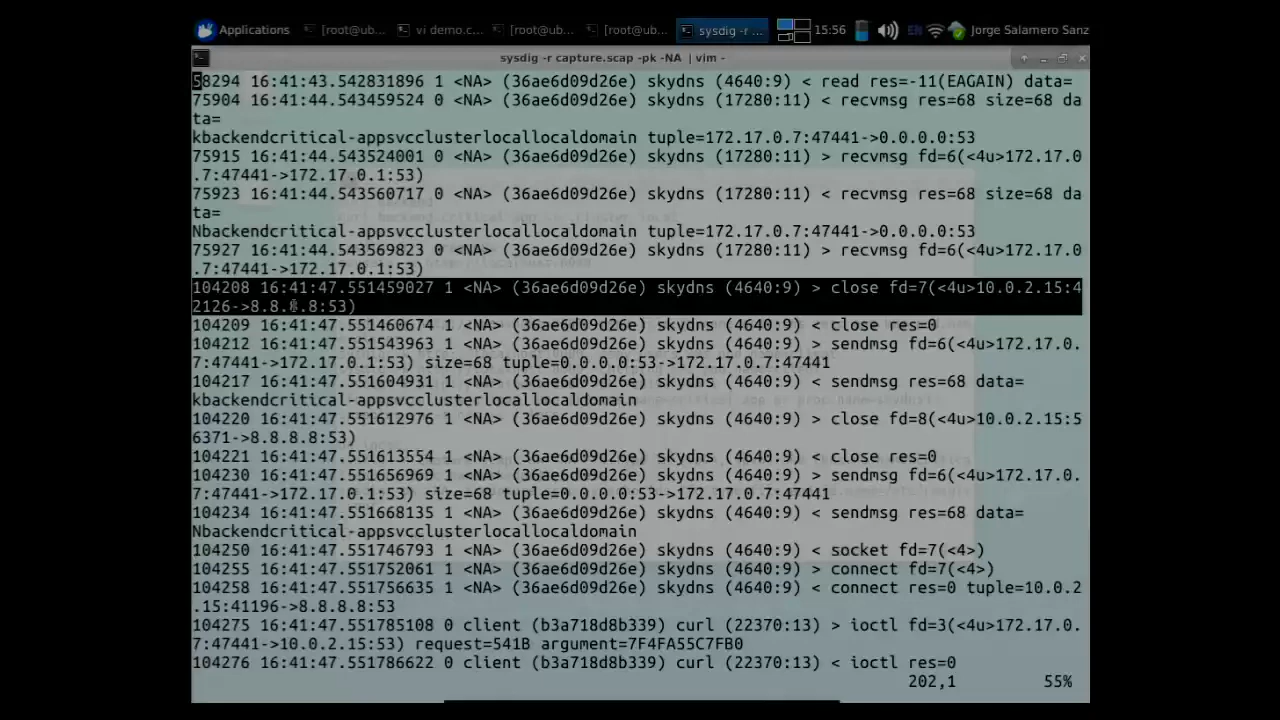 Applications [root@ub... vi demo.c... [root@ub... [root@ub... sysdig -r ... 15:56 EN Jorge Salamero Sanz
sysdig -r capture.scap -pk -NA | vim -
58294 16:41:43.542831896 1 <NA> (36ae6d09d26e) skydns (4640:9) < read res=-11(EAGAIN) data=
75904 16:41:44.543459524 0 <NA> (36ae6d09d26e) skydns (17280:11) < recvmsg res=68 size=68 da
ta=
kbackendcritical-appsvcclusterlocallocaldomain tuple=172.17.0.7:47441->0.0.0.0:53
75915 16:41:44.543524001 0 <NA> (36ae6d09d26e) skydns (17280:11) > recvmsg fd=6(<4u>172.17.0
.7:47441->172.17.0.1:53)
75923 16:41:44.543560717 0 <NA> (36ae6d09d26e) skydns (17280:11) < recvmsg res=68 size=68 da
ta=
Nbackendcritical-appsvcclusterlocallocaldomain tuple=172.17.0.7:47441->0.0.0.0:53
75927 16:41:44.543569823 0 <NA> (36ae6d09d26e) skydns (17280:11) > recvmsg fd=6(<4u>172.17.0
.7:47441->172.17.0.1:53)
104208 16:41:47.551459027 1 <NA> (36ae6d09d26e) skydns (4640:9) > close fd=7(<4u>10.0.2.15:4
2126->8.8.8.8:53)
104209 16:41:47.551460674 1 <NA> (36ae6d09d26e) skydns (4640:9) < close res=0
104212 16:41:47.551543963 1 <NA> (36ae6d09d26e) skydns (4640:9) > sendmsg fd=6(<4u>172.17.0.
7:47441->172.17.0.1:53) size=68 tuple=0.0.0.0:53->172.17.0.7:47441
104217 16:41:47.551604931 1 <NA> (36ae6d09d26e) skydns (4640:9) < sendmsg res=68 data=
kbackendcritical-appsvcclusterlocallocaldomain
104220 16:41:47.551612976 1 <NA> (36ae6d09d26e) skydns (4640:9) > close fd=8(<4u>10.0.2.15:5
6371->8.8.8.8:53)
104221 16:41:47.551613554 1 <NA> (36ae6d09d26e) skydns (4640:9) < close res=0
104230 16:41:47.551656969 1 <NA> (36ae6d09d26e) skydns (4640:9) > sendmsg fd=6(<4u>172.17.0.
7:47441->172.17.0.1:53) size=68 tuple=0.0.0.0:53->172.17.0.7:47441
104234 16:41:47.551668135 1 <NA> (36ae6d09d26e) skydns (4640:9) < sendmsg res=68 data=
Nbackendcritical-appsvcclusterlocallocaldomain
104250 16:41:47.551746793 1 <NA> (36ae6d09d26e) skydns (4640:9) < socket fd=7(<4>)
104255 16:41:47.551752061 1 <NA> (36ae6d09d26e) skydns (4640:9) > connect fd=7(<4>)
104258 16:41:47.551756635 1 <NA> (36ae6d09d26e) skydns (4640:9) < connect res=0 tuple=10.0.2
.15:41196->8.8.8.8:53
104275 16:41:47.551785108 0 client (b3a718d8b339) curl (22370:13) > ioctl fd=3(<4u>172.17.0.
7:47441->10.0.2.15:53) request=541B argument=7F4FA55C7FB0
104276 16:41:47.551786622 0 client (b3a718d8b339) curl (22370:13) < ioctl res=0
202,1 55%